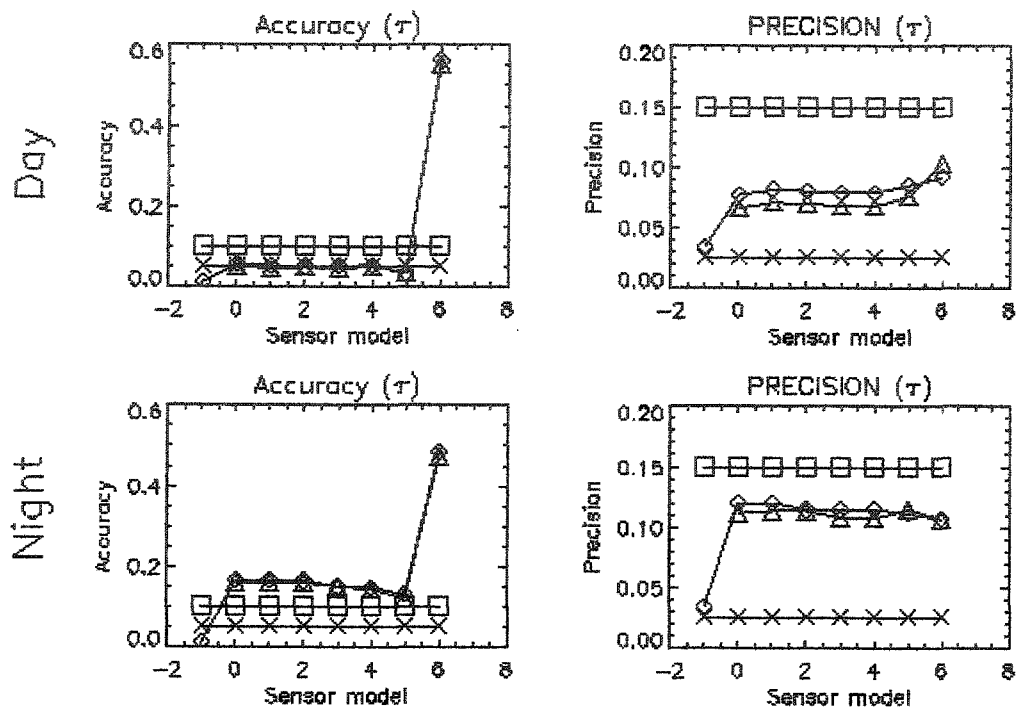 Day
Accuracy (τ)
0.6
0.4
0.2
0.0
Accuracy
−2 0 2 4 6 8
Sensor model
PRECISION (τ)
0.20
0.15
0.10
0.05
0.00
Precision
−2 0 2 4 6 8
Sensor model
Night
Accuracy (τ)
0.6
0.4
0.2
0.0
Accuracy
−2 0 2 4 6 8
Sensor model
PRECISION (τ)
0.20
0.15
0.10
0.05
0.00
Precision
−2 0 2 4 6 8
Sensor model